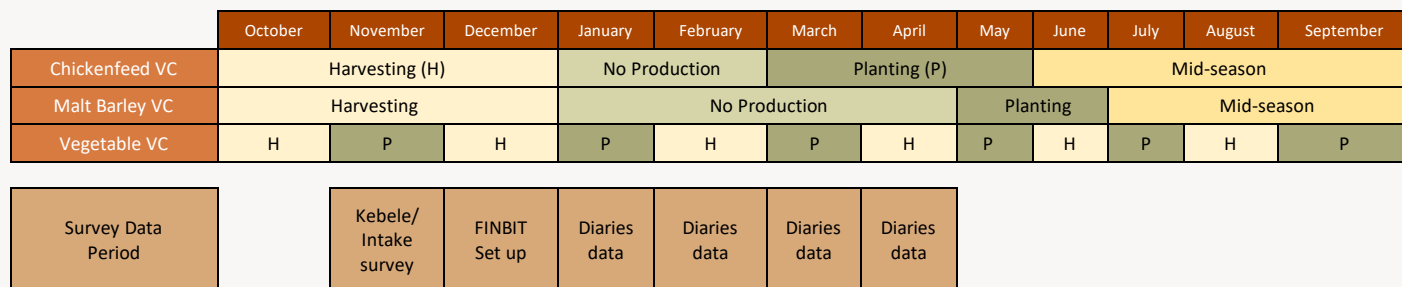 October November December January February March April May June July August September
Chickenfeed VC Harvesting (H) No Production Planting (P) Mid-season
Malt Barley VC Harvesting No Production Planting Mid-season
Vegetable VC H P H P H P H P H P H P
Survey Data
Period
Kebele/
Intake
survey
FINBIT
Set up
Diaries
data
Diaries
data
Diaries
data
Diaries
data